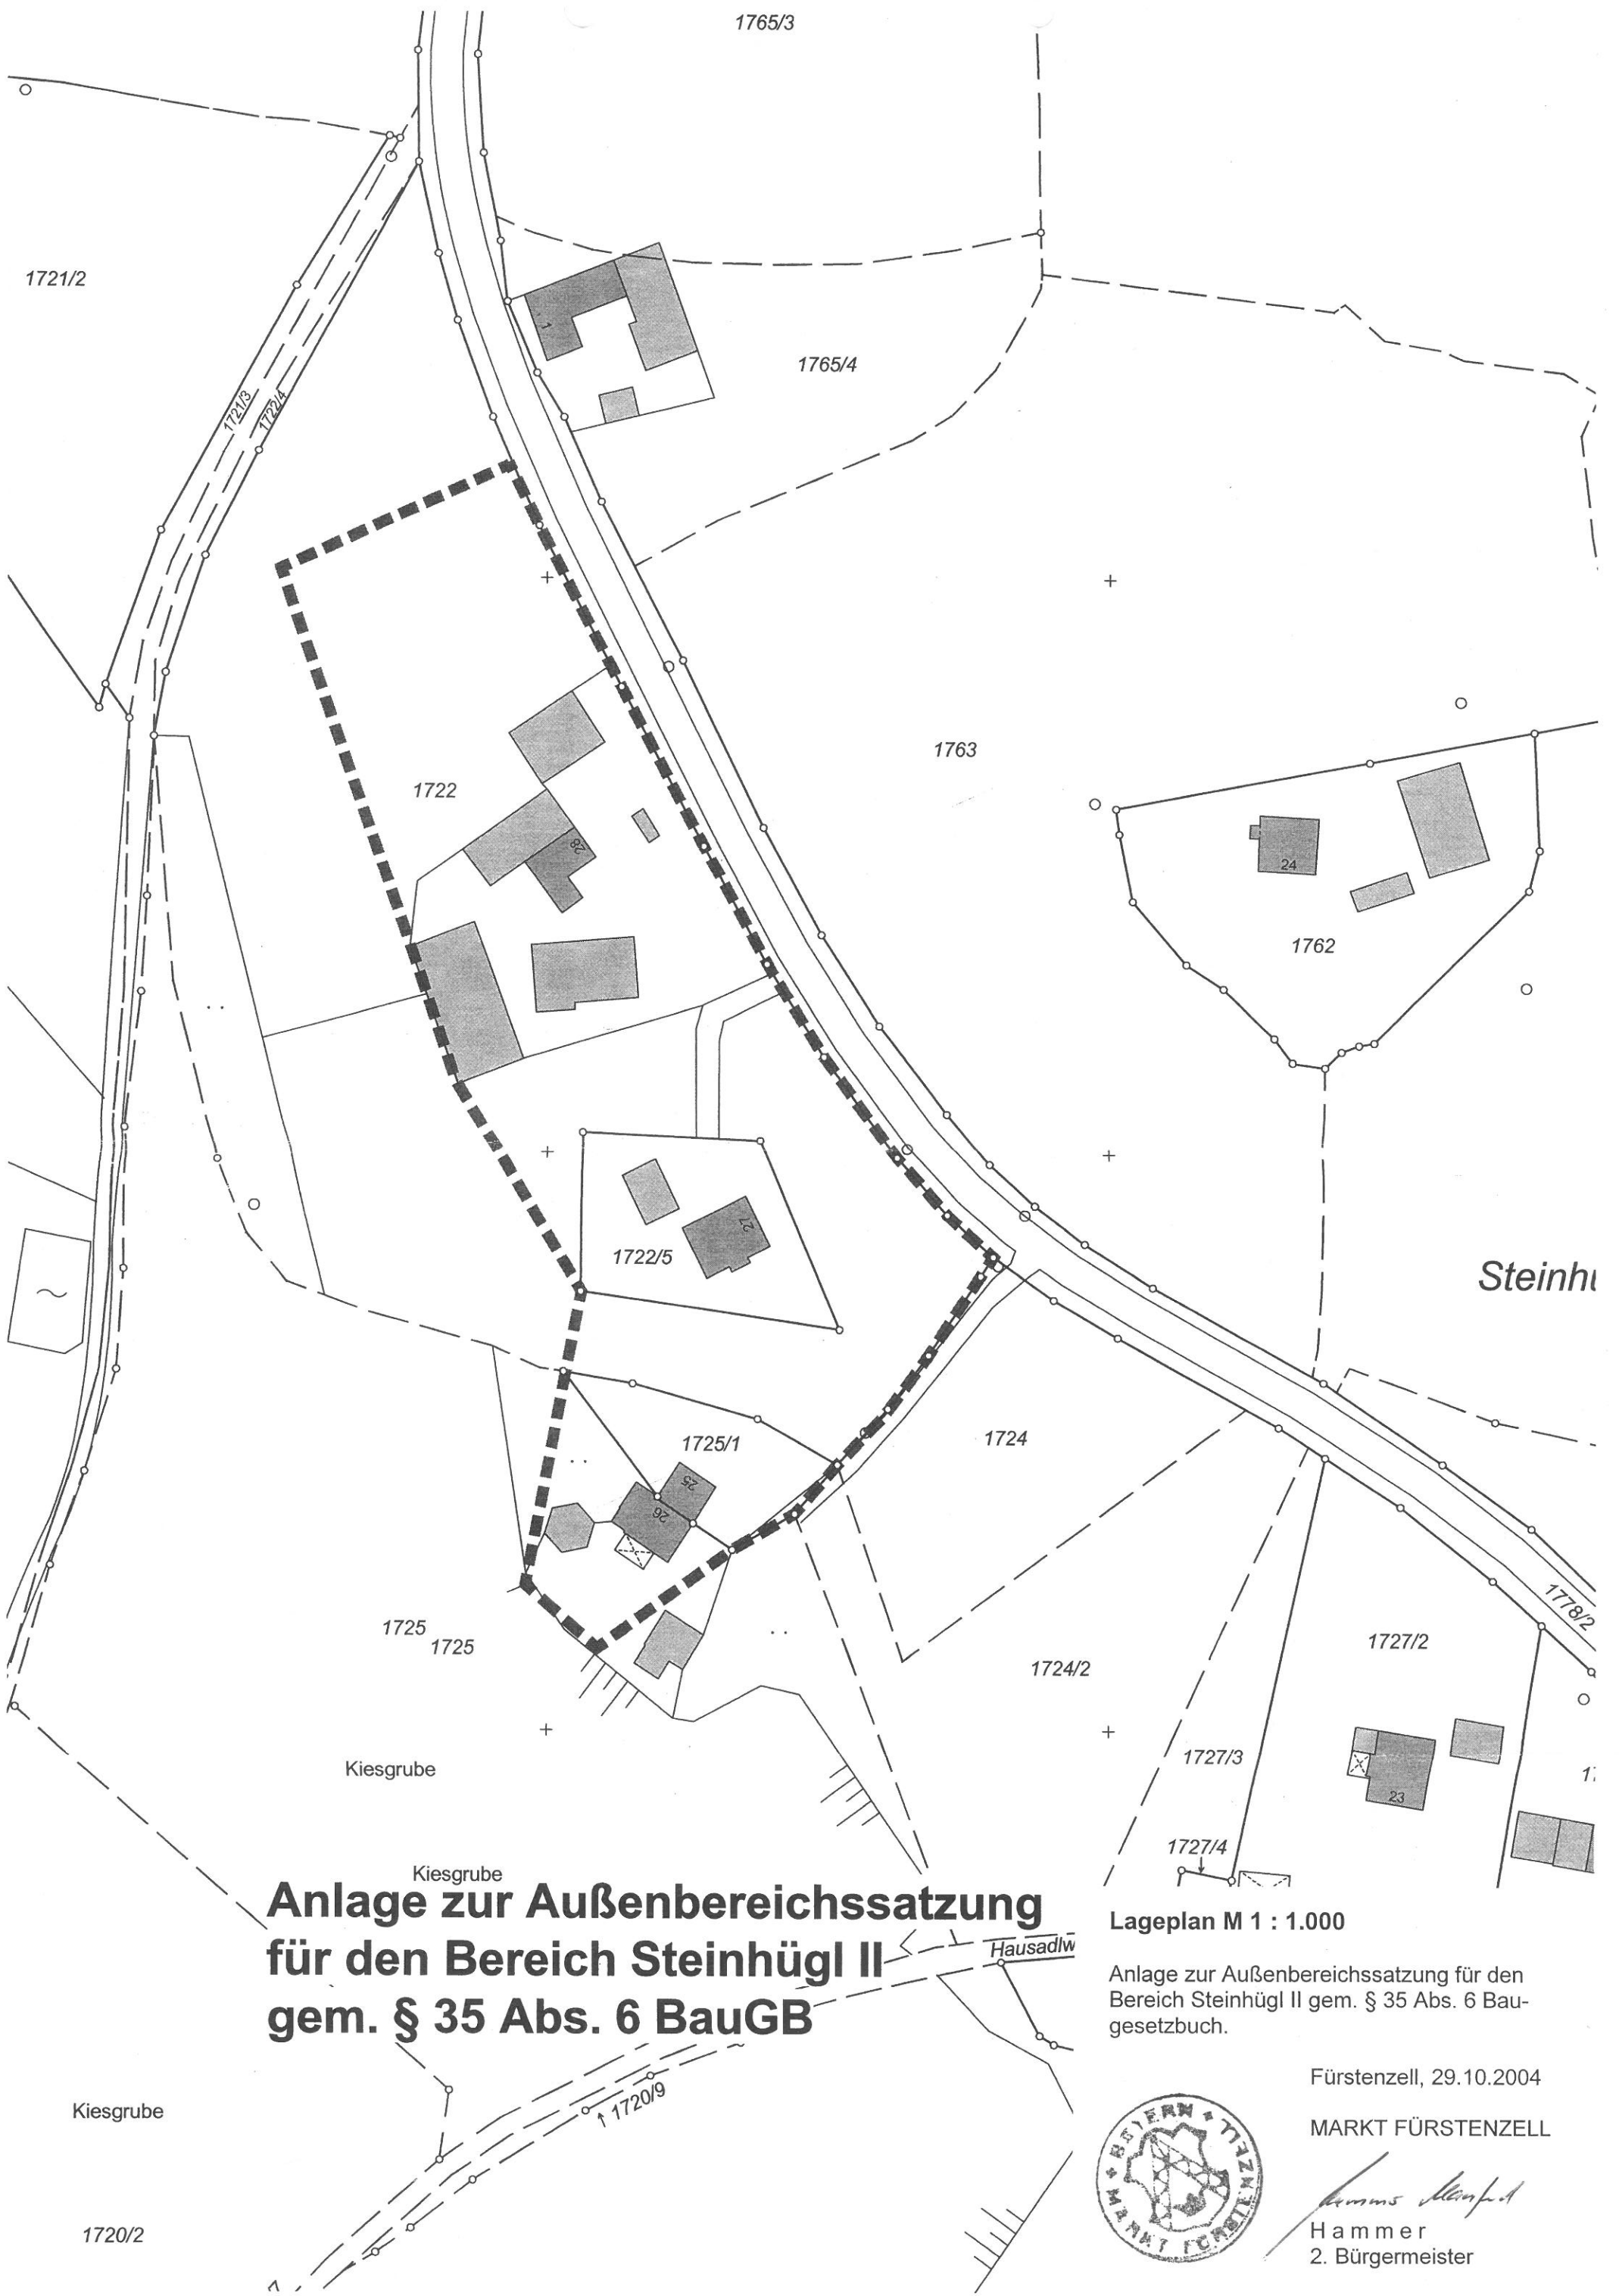 1765/3
1721/2
1
1765/4
1721/3
1722/4
1763
1722
28
24
1762
1722/5
27
Steinhü
1725/1
1724
25
26
1725
1725
1724/2
1727/2
1778/2
1727/3
23
1727/4
Kiesgrube
Kiesgrube
Anlage zur Außenbereichssatzung
für den Bereich Steinhügl II
gem. § 35 Abs. 6 BauGB
Hausadlw
Lageplan M 1 : 1.000
Anlage zur Außenbereichssatzung für den
Bereich Steinhügl II gem. § 35 Abs. 6 Bau-
gesetzbuch.
1720/9
Kiesgrube
1720/2
Fürstenzell, 29.10.2004
MARKT FÜRSTENZELL
BAYERN
MARKT FÜRSTENZELL
Hammer
2. Bürgermeister